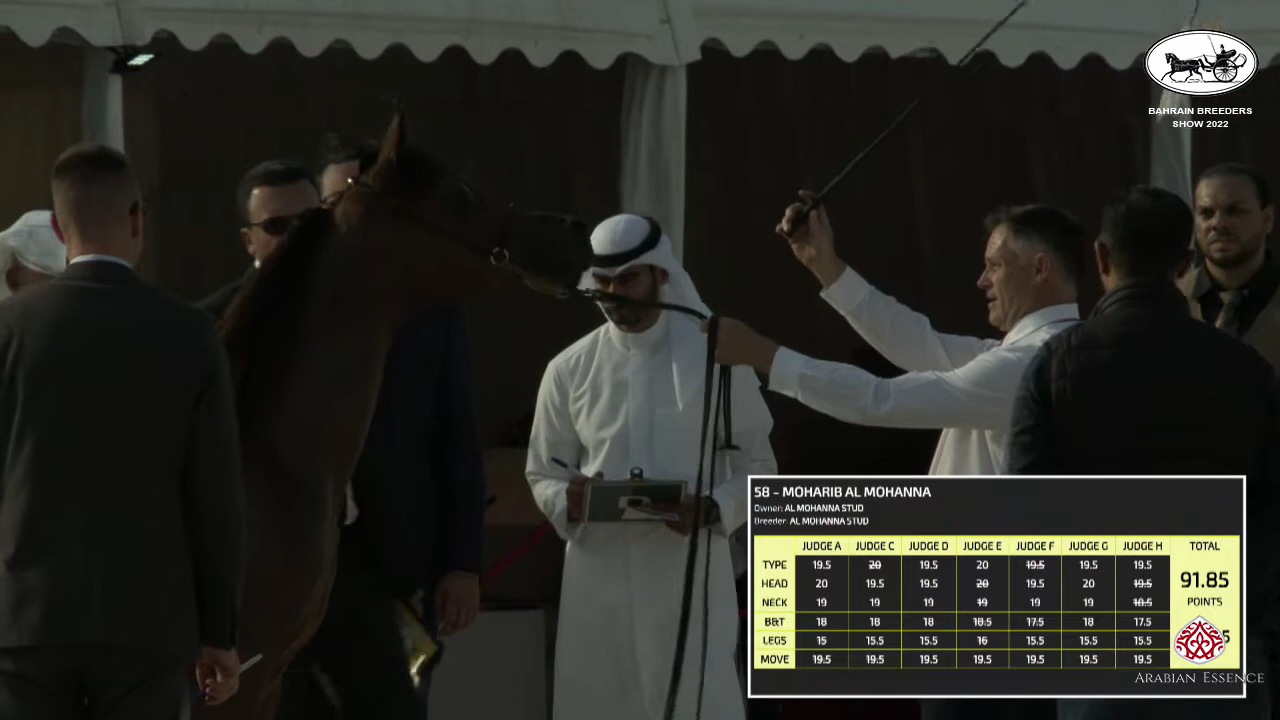 BAHRAIN BREEDERS
SHOW 2022
58 - MOHARIB AL MOHANNA
Owner: AL MOHANNA STUD
Breeder: AL MOHANNA STUD
JUDGE A JUDGE C JUDGE D JUDGE E JUDGE F JUDGE G JUDGE H TOTAL
TYPE 19.5 20 19.5 20 19.5 19.5 19.5
HEAD 20 19.5 19.5 20 19.5 20 19.5 91.85
NECK 19 19 19 19 19 19 18.5 POINTS
B&T 18 18 18 18.5 17.5 18 17.5
LEGS 15 15.5 15.5 16 15.5 15.5 15.5 5
MOVE 19.5 19.5 19.5 19.5 19.5 19.5 19.5
ARABIAN ESSENCE